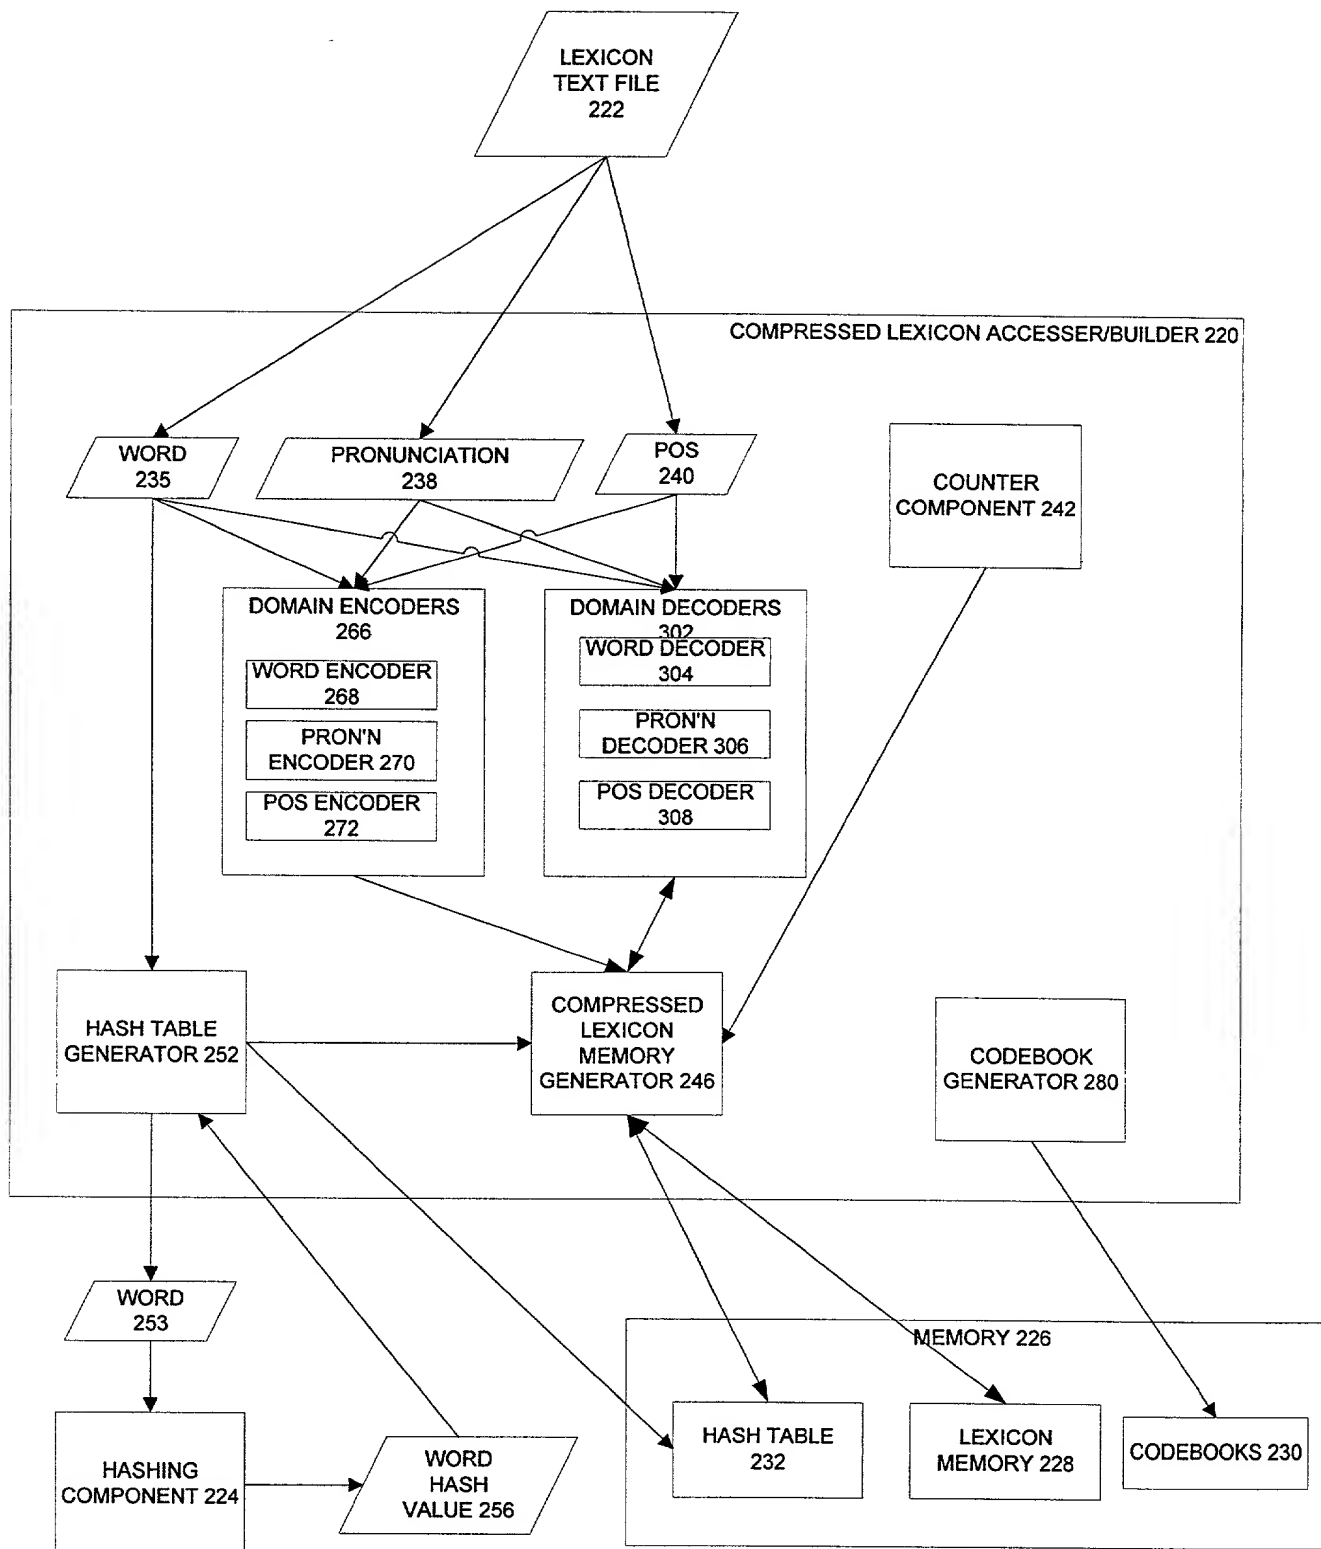 LEXICON
TEXT FILE
222
COMPRESSED LEXICON ACCESSER/BUILDER 220
WORD
235
PRONUNCIATION
238
POS
240
COUNTER
COMPONENT 242
DOMAIN ENCODERS
266
WORD ENCODER
268
PRON'N
ENCODER 270
POS ENCODER
272
DOMAIN DECODERS
302
WORD DECODER
304
PRON'N
DECODER 306
POS DECODER
308
HASH TABLE
GENERATOR 252
COMPRESSED
LEXICON
MEMORY
GENERATOR 246
CODEBOOK
GENERATOR 280
WORD
253
HASHING
COMPONENT 224
WORD
HASH
VALUE 256
MEMORY 226
HASH TABLE
232
LEXICON
MEMORY 228
CODEBOOKS 230